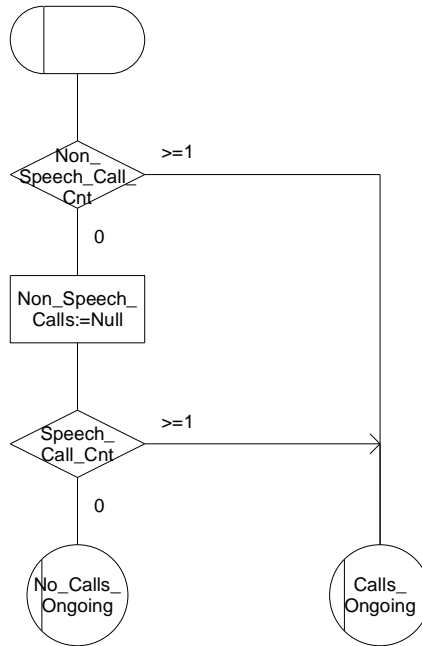 Non_
Speech_Call_
Cnt
>=1
0
Non_Speech_
Calls:=Null
Speech_
Call_Cnt
>=1
0
No_Calls_
Ongoing
Calls_
Ongoing